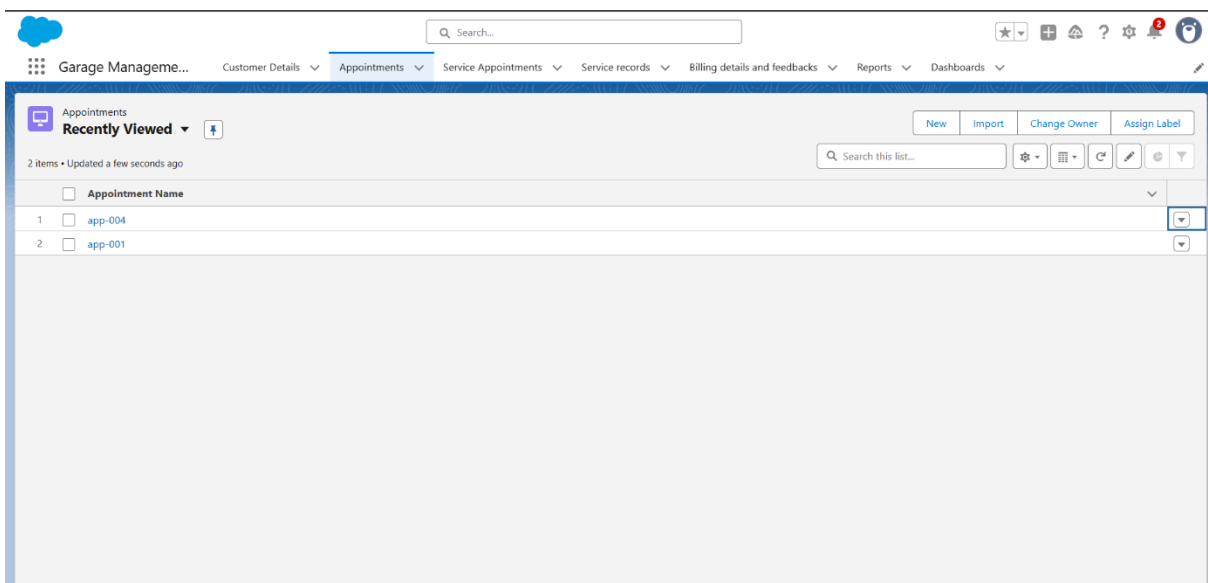 Search...
2
Garage Manageme...
Customer Details
Appointments
Service Appointments
Service records
Billing details and feedbacks
Reports
Dashboards
Appointments
Recently Viewed
New
Import
Change Owner
Assign Label
2 items • Updated a few seconds ago
Search this list...
Appointment Name
1 app-004
2 app-001